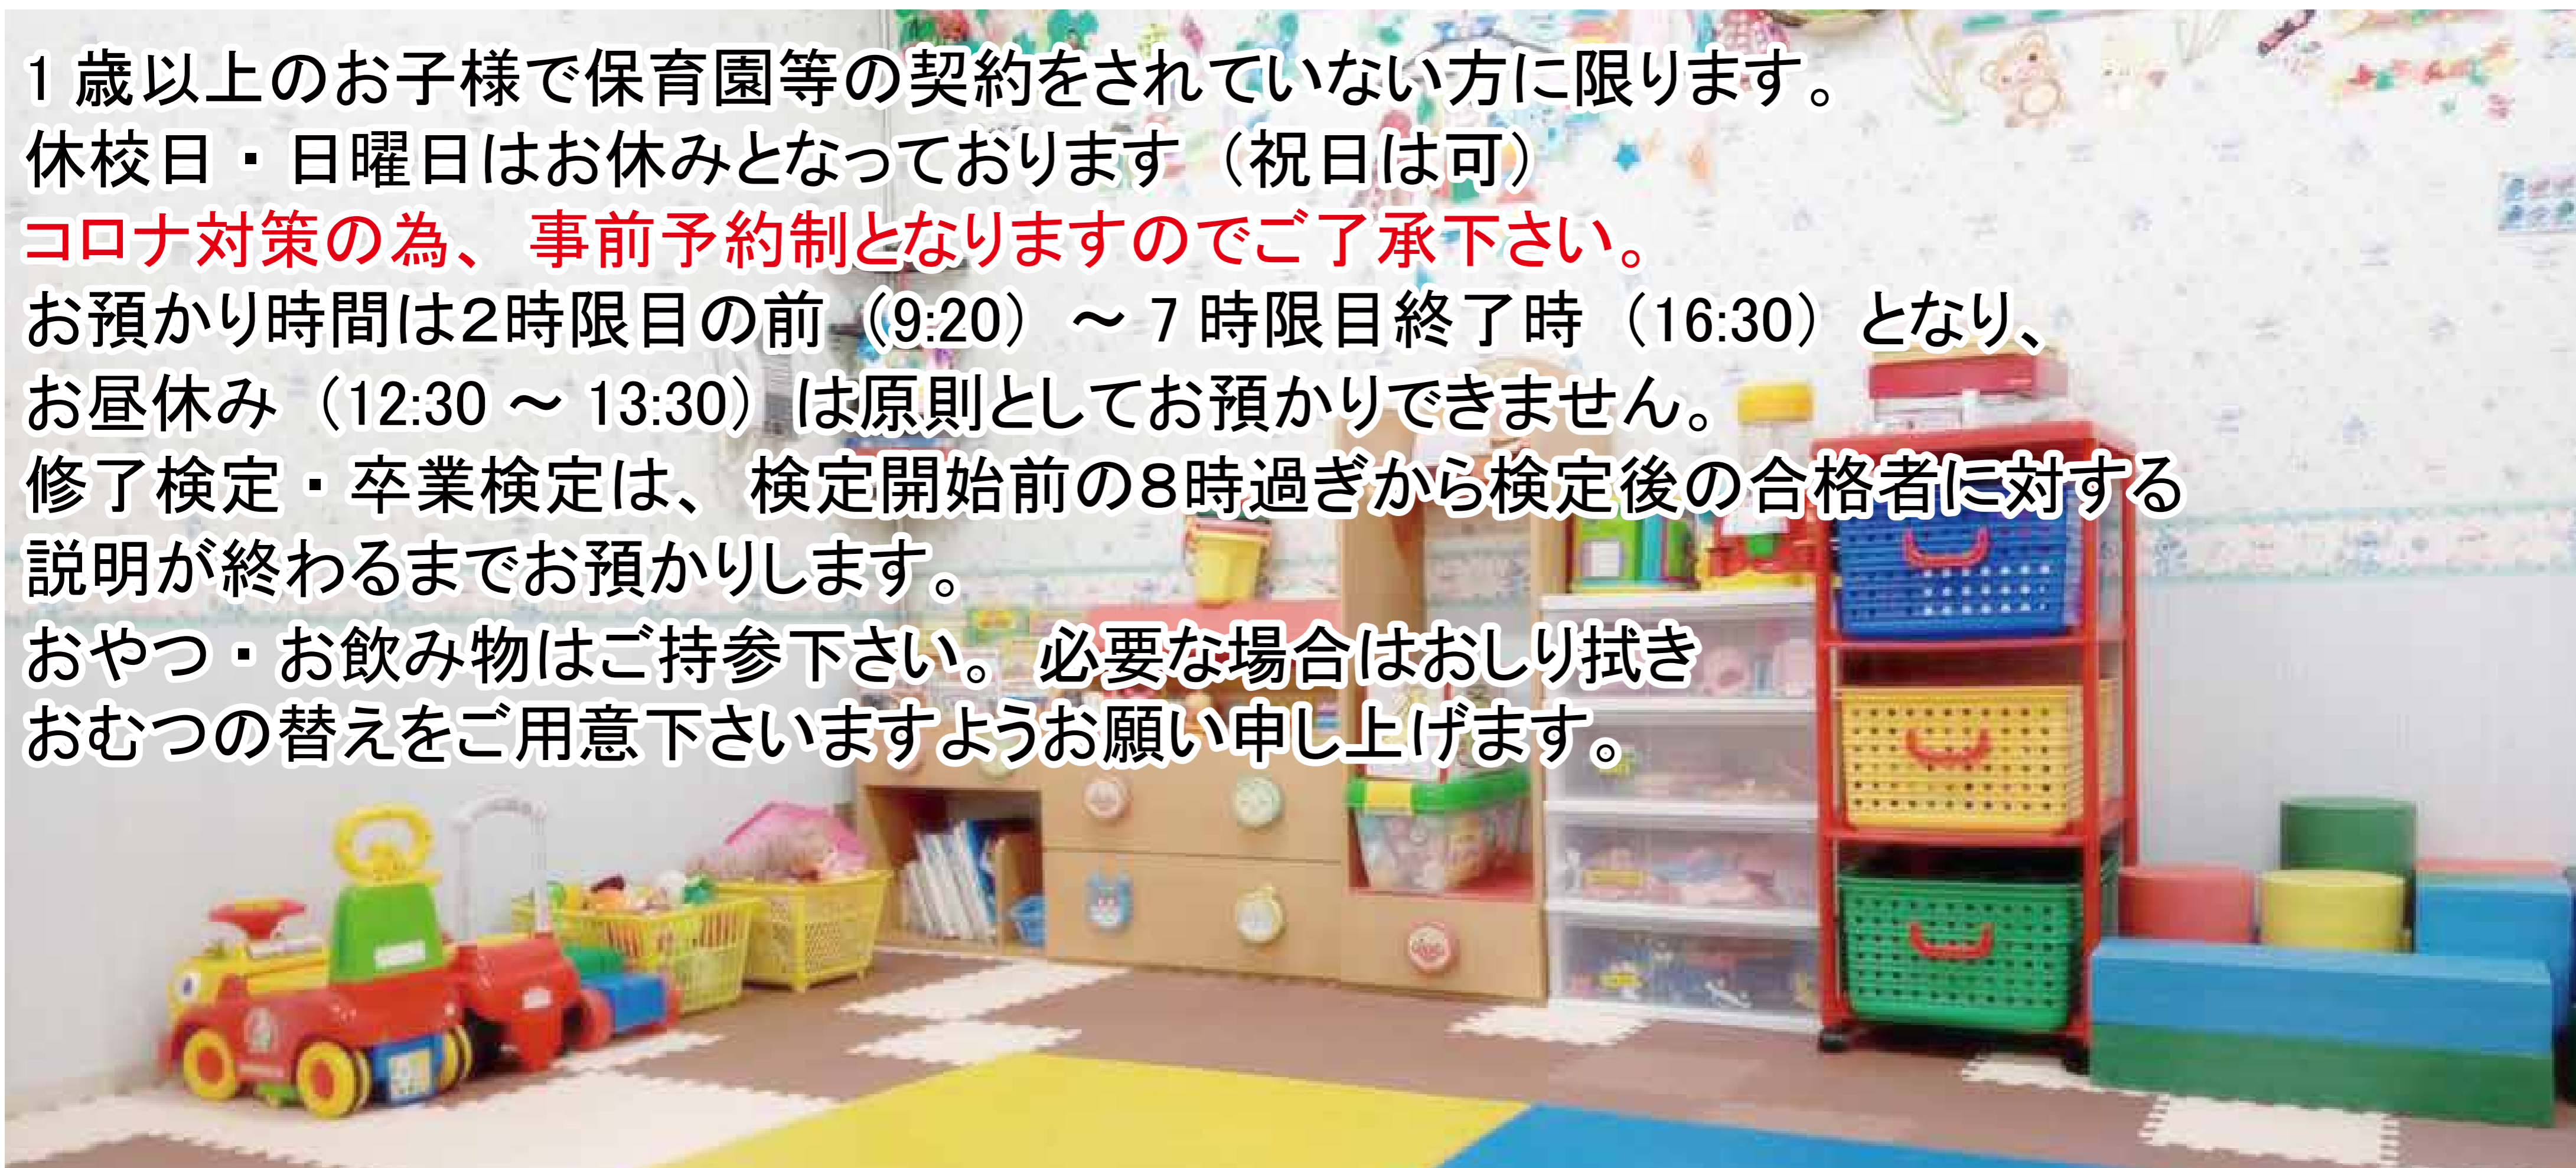 1歳以上のお子様で保育園等の契約をされていない方に限ります。
休校日・日曜日はお休みとなっております（祝日は可）
コロナ対策の為、事前予約制となりますのでご了承下さい。
お預かり時間は２時限目の前（9:20）～７時限目終了時（16:30）となり、
お昼休み（12:30～13:30）は原則としてお預かりできません。
修了検定・卒業検定は、検定開始前の８時過ぎから検定後の合格者に対する
説明が終わるまでお預かりします。
おやつ・お飲み物はご持参下さい。必要な場合はおしり拭き
おむつの替えをご用意下さいますようお願い申し上げます。